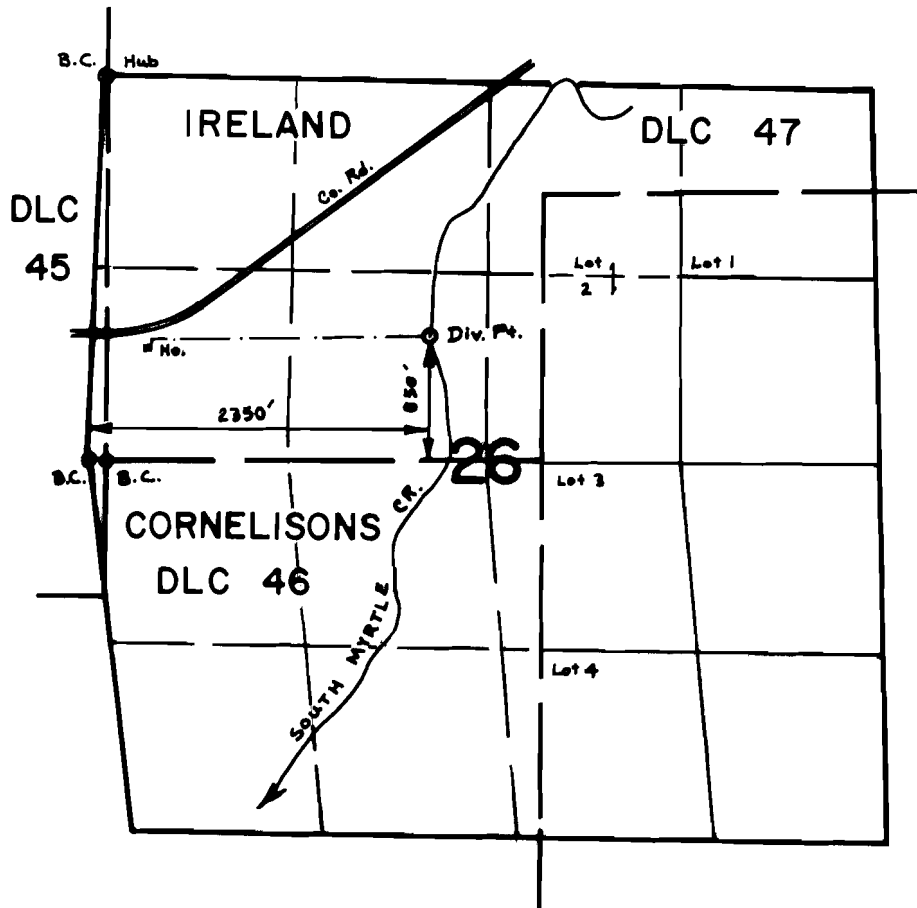 B.C. Hub
IRELAND
DLC 47
Co. Rd.
DLC
45
Lot
2
Lot 1
Ho.
Div. Pt.
2350'
850'
B.C. B.C.
26
Lot 3
CORNELISONS
DLC 46
Lot 4
SOUTH MYRTLE CR.